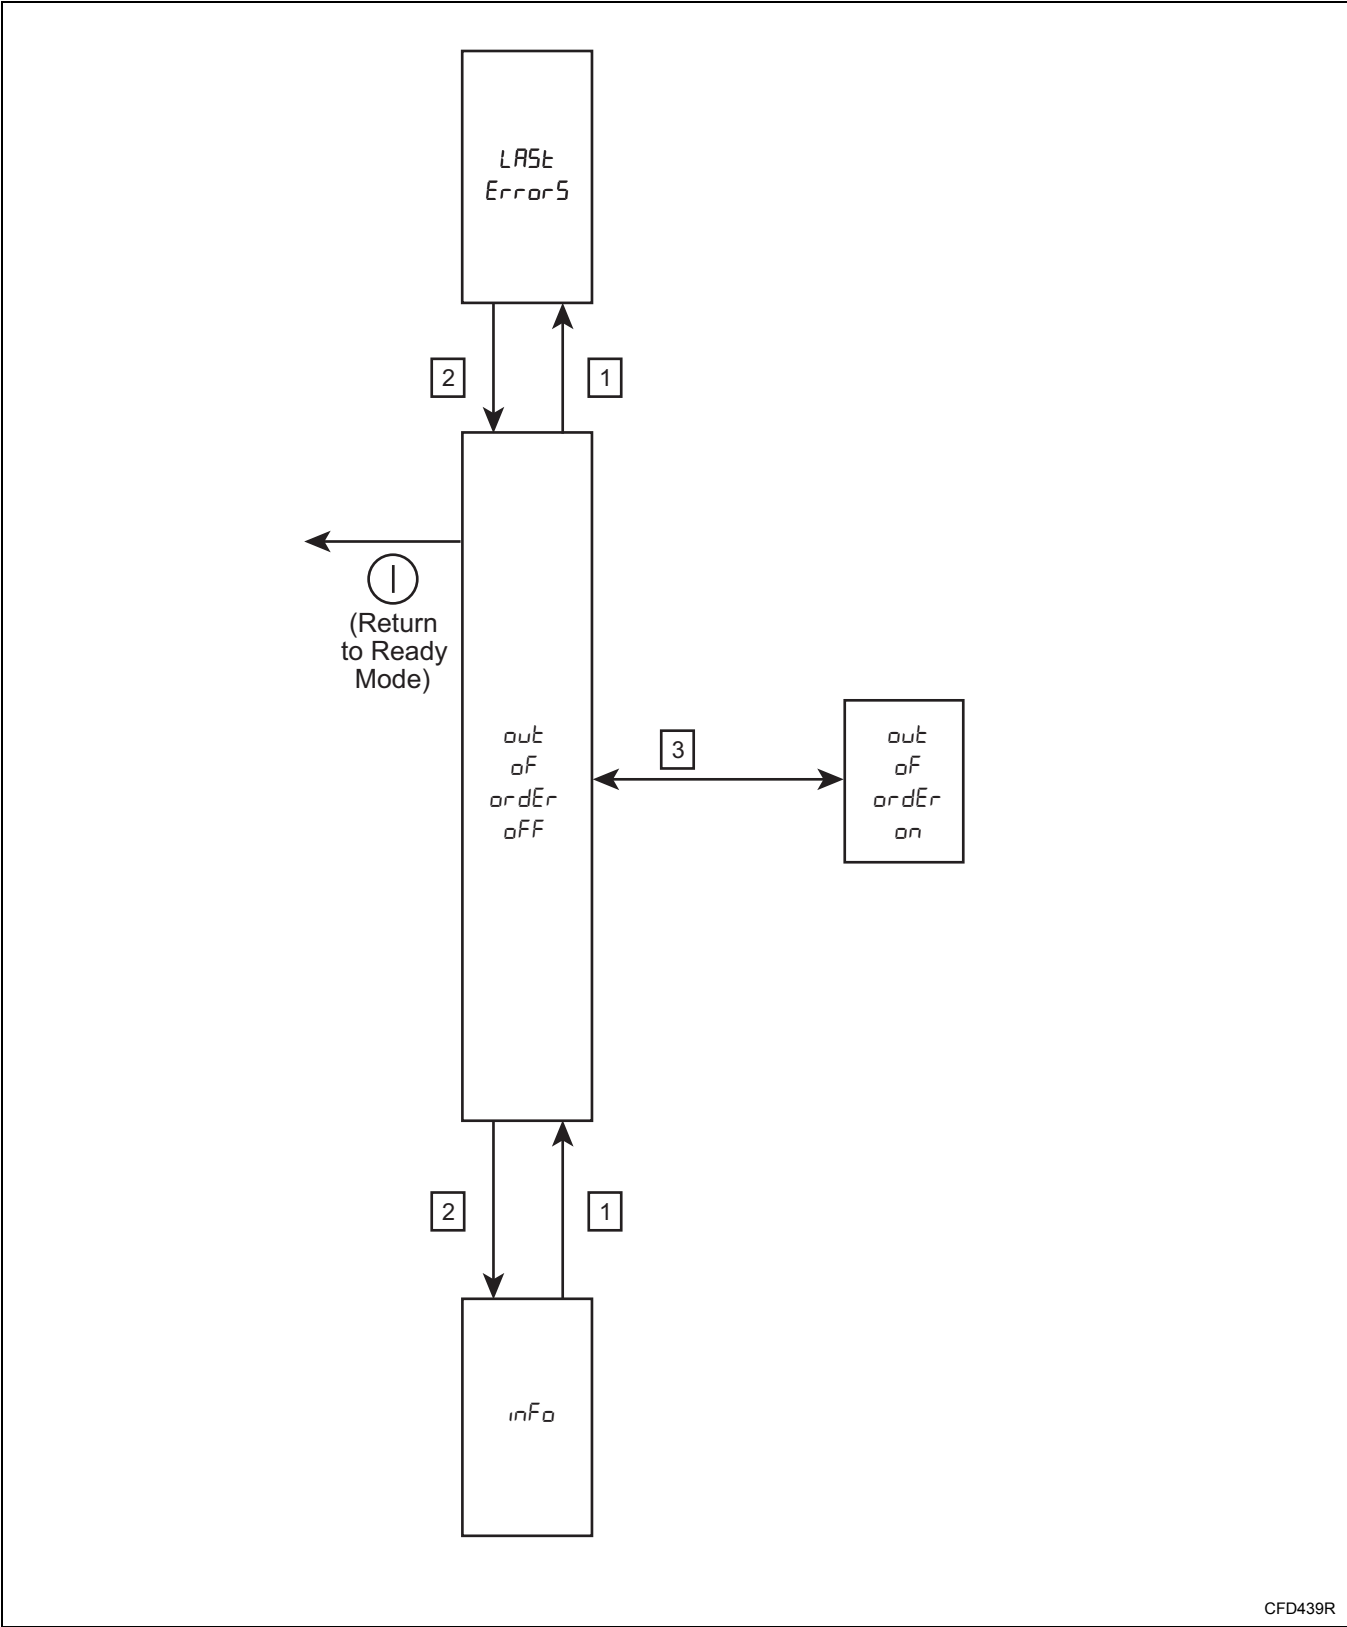 LASt
ErrorS
2
1
(Return
to Ready
Mode)
out
oF
ordEr
oFF
3
out
oF
ordEr
on
2
1
inFo
CFD439R